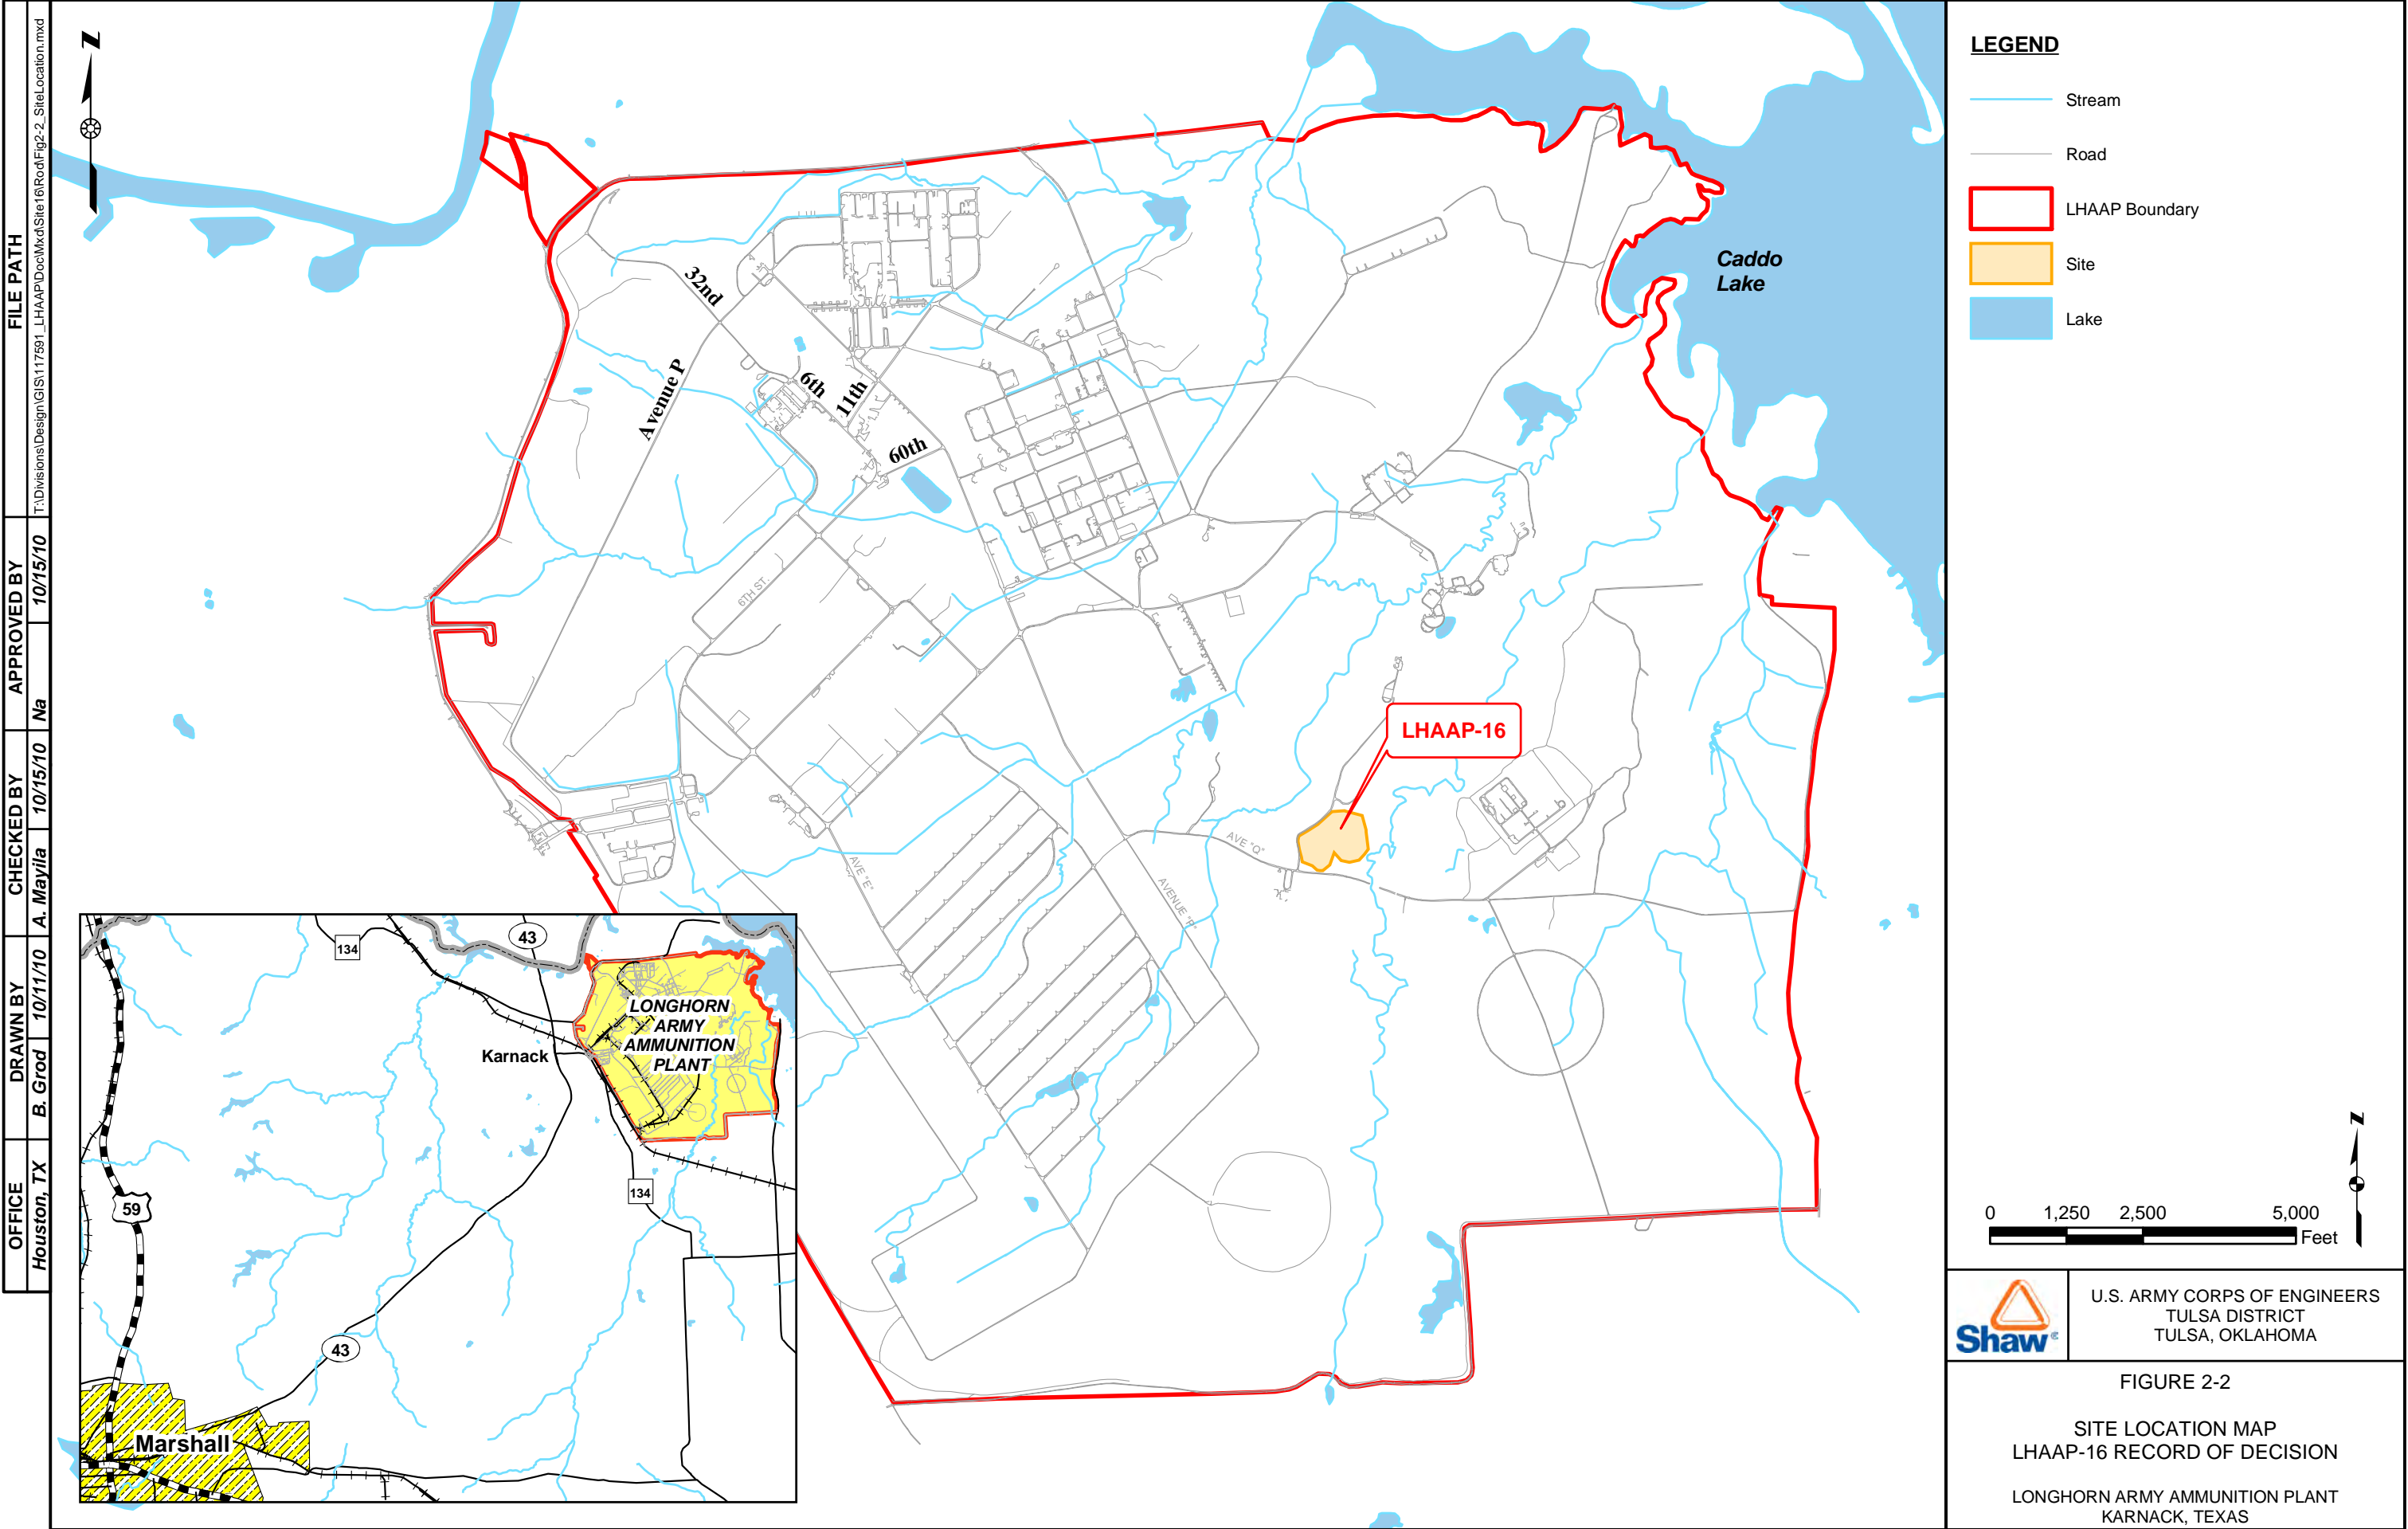 FILE PATH
T:\Divisions\Design\GIS\117591_LHAAP\Doc\Mxd\Site16\Rod\Fig2-2_SiteLocation.mxd
APPROVED BY
Na
10/15/10
CHECKED BY
A. Mayila
10/15/10
DRAWN BY
B. Grod
10/11/10
OFFICE
Houston, TX
N
32nd
Avenue P
6th
11th
60th
Caddo
Lake
6TH ST.
LHAAP-16
AVE "Q"
AVE "E"
AVENUE "P"
134
43
LONGHORN
ARMY
AMMUNITION
PLANT
Karnack
134
59
43
Marshall
LEGEND
Stream
Road
LHAAP Boundary
Site
Lake
N
0 1,250 2,500 5,000
Feet
Shaw
U.S. ARMY CORPS OF ENGINEERS
TULSA DISTRICT
TULSA, OKLAHOMA
FIGURE 2-2
SITE LOCATION MAP
LHAAP-16 RECORD OF DECISION
LONGHORN ARMY AMMUNITION PLANT
KARNACK, TEXAS